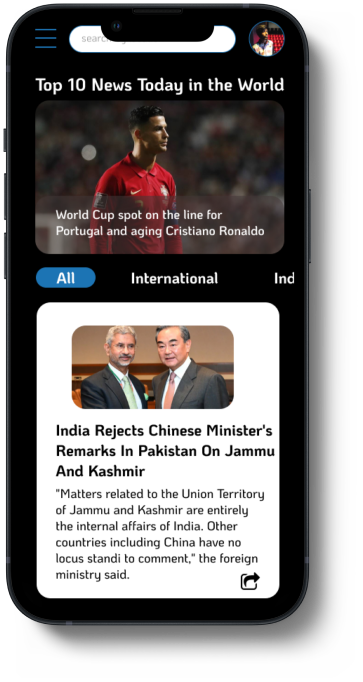 search
Top 10 News Today in the World
World Cup spot on the line for
Portugal and aging Cristiano Ronaldo
All International Ind
India Rejects Chinese Minister's
Remarks In Pakistan On Jammu
And Kashmir
"Matters related to the Union Territory
of Jammu and Kashmir are entirely
the internal affairs of India. Other
countries including China have no
locus standi to comment," the foreign
ministry said.